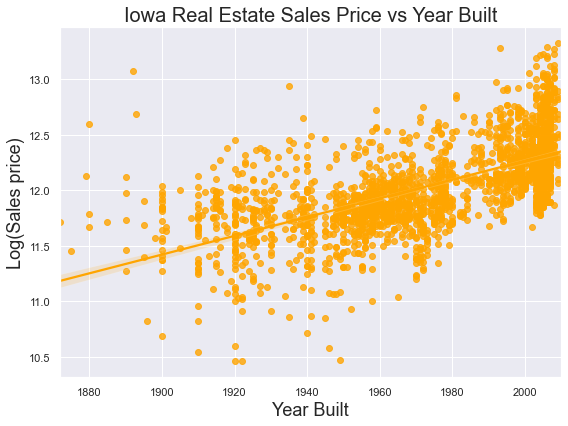 Iowa Real Estate Sales Price vs Year Built
13.0
12.5
12.0
11.5
11.0
10.5
Log(Sales price)
1880 1900 1920 1940 1960 1980 2000
Year Built